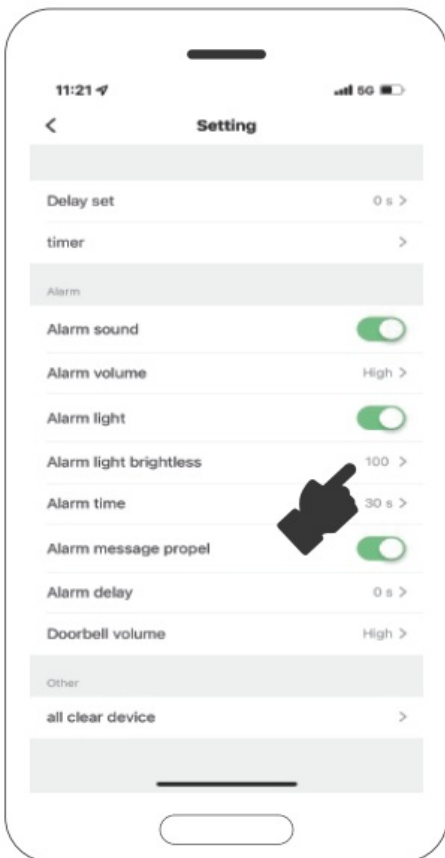 11:21 5G
Setting
Delay set 0 s >
timer >
Alarm
Alarm sound
Alarm volume High >
Alarm light
Alarm light brightless 100 >
Alarm time 30 s >
Alarm message propel
Alarm delay 0 s >
Doorbell volume High >
Other
all clear device >